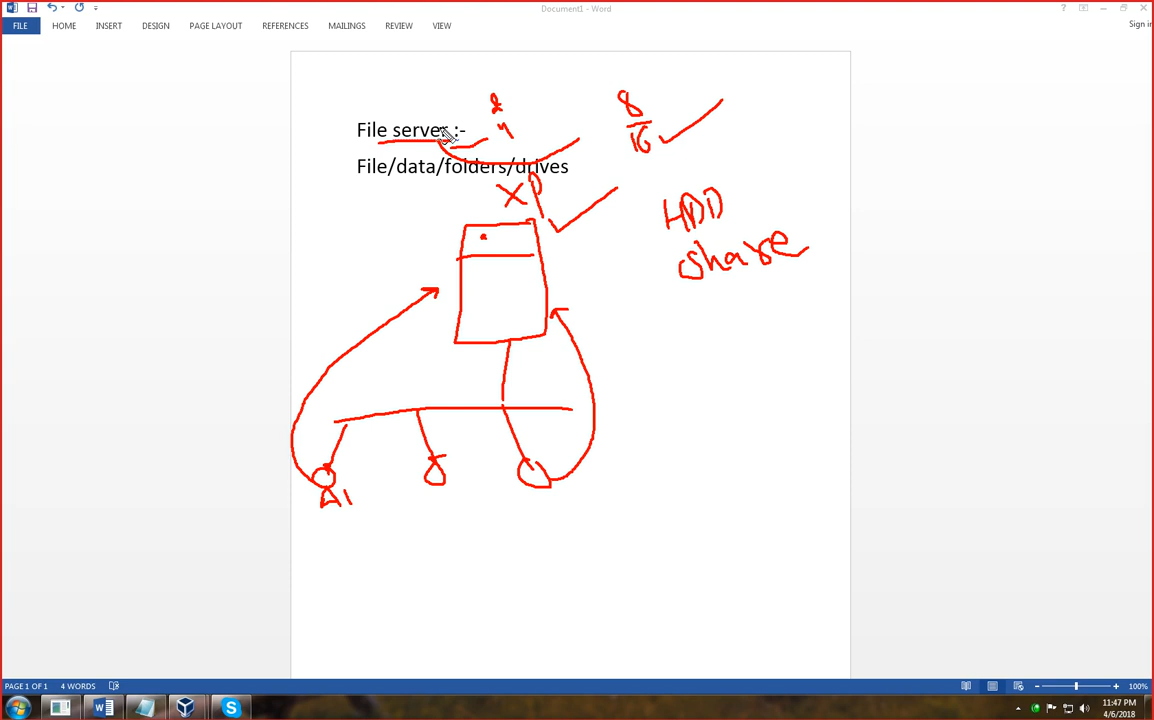 Document1 - Word
Sign in
FILE HOME INSERT DESIGN PAGE LAYOUT REFERENCES MAILINGS REVIEW VIEW
2
4
8
16
File server :-
File/data/folders/drives
XP
HDD
share
PAGE 1 OF 1 4 WORDS 100%
11:47 PM
4/6/2018